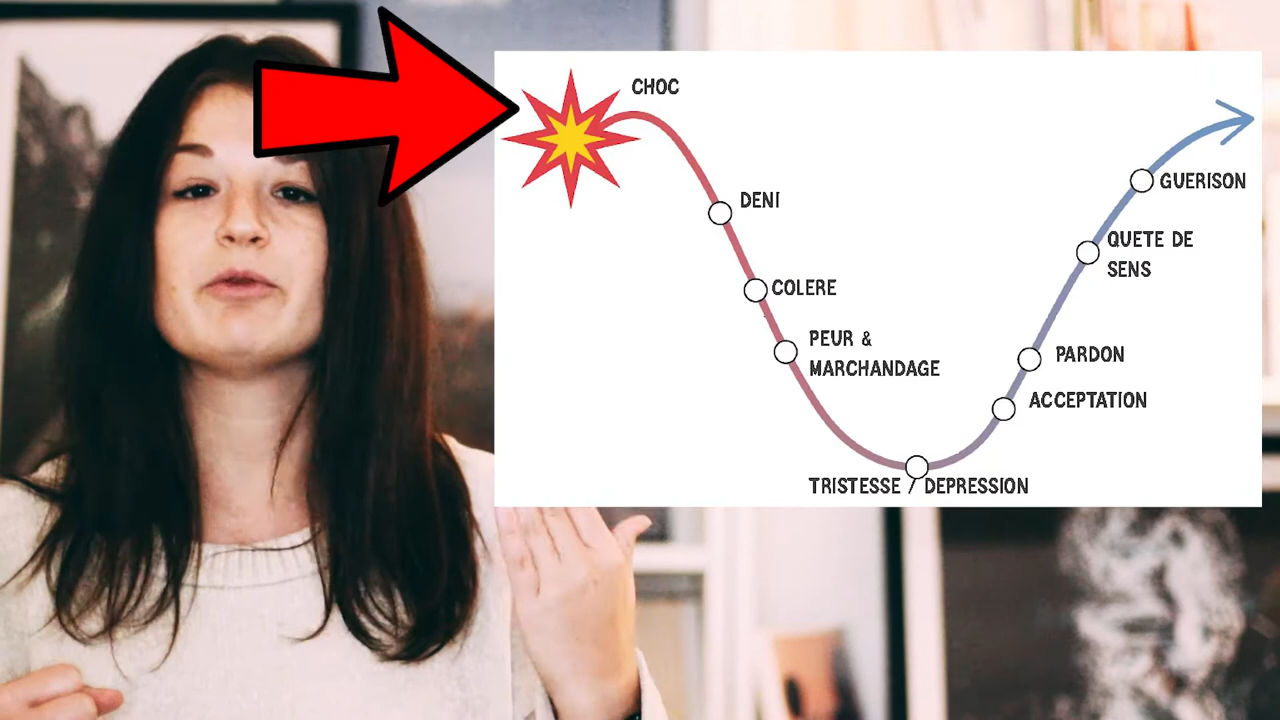 CHOC
DENI
COLERE
PEUR &
MARCHANDAGE
TRISTESSE / DEPRESSION
ACCEPTATION
PARDON
QUETE DE
SENS
GUERISON